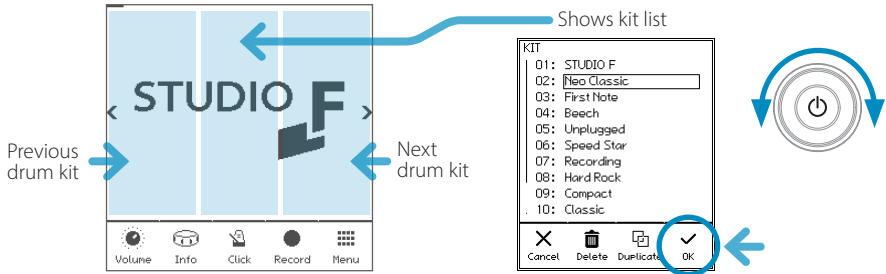 Shows kit list
STUDIO F
Previous
drum kit
Next
drum kit
Volume Info Click Record Menu
KIT
01: STUDIO F
02: Neo Classic
03: First Note
04: Beech
05: Unplugged
06: Speed Star
07: Recording
08: Hard Rock
09: Compact
10: Classic
Cancel Delete Duplicate OK